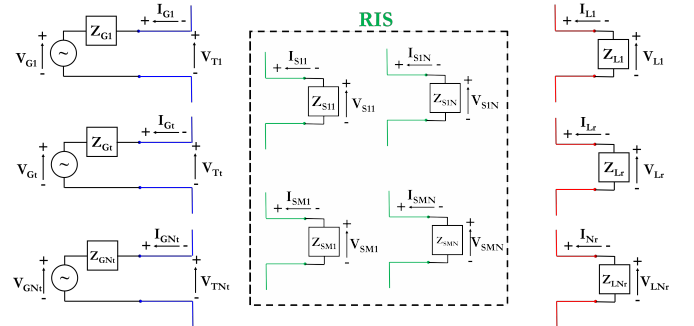 RIS
I_G1
+ -
Z_G1
+
V_G1
-
+
V_T1
-
I_Gt
+ -
Z_Gt
+
V_Gt
-
+
V_Tt
-
I_GNt
+ -
Z_GNt
+
V_GNt
-
+
V_TNt
-
I_S11
+ -
Z_S11
+
V_S11
-
I_S1N
+ -
Z_S1N
+
V_S1N
-
I_SM1
+ -
Z_SM1
+
V_SM1
-
I_SMN
+ -
Z_SMN
+
V_SMN
-
I_L1
+ -
Z_L1
+
V_L1
-
I_Lr
+ -
Z_Lr
+
V_Lr
-
I_Nr
+ -
Z_LNr
+
V_LNr
-